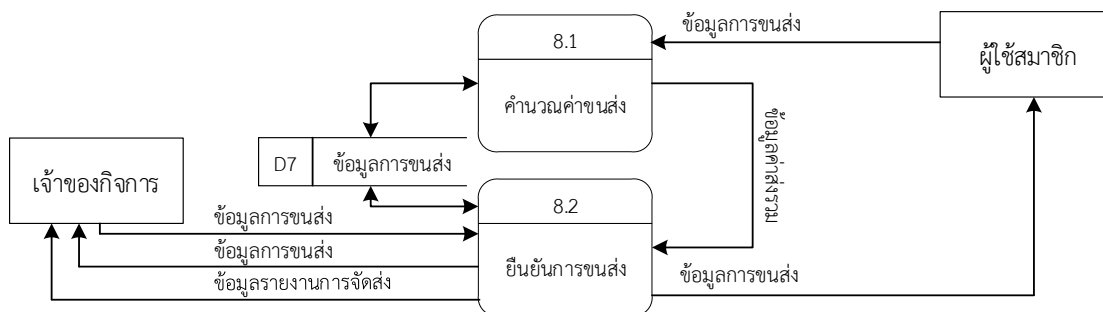 ข้อมูลการขนส่ง
8.1
ผู้ใช้สมาชิก
คำนวณค่าขนส่ง
ข้อมูลค่าส่งรวม
D7
ข้อมูลการขนส่ง
เจ้าของกิจการ
8.2
ข้อมูลการขนส่ง
ข้อมูลการขนส่ง
ยืนยันการขนส่ง
ข้อมูลการขนส่ง
ข้อมูลรายงานการจัดส่ง